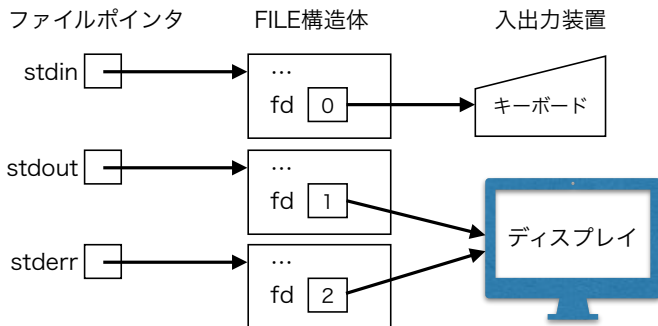 ファイルポインタ FILE構造体 入出力装置
stdin … キーボード
fd 0
stdout … ディスプレイ
fd 1
stderr …
fd 2